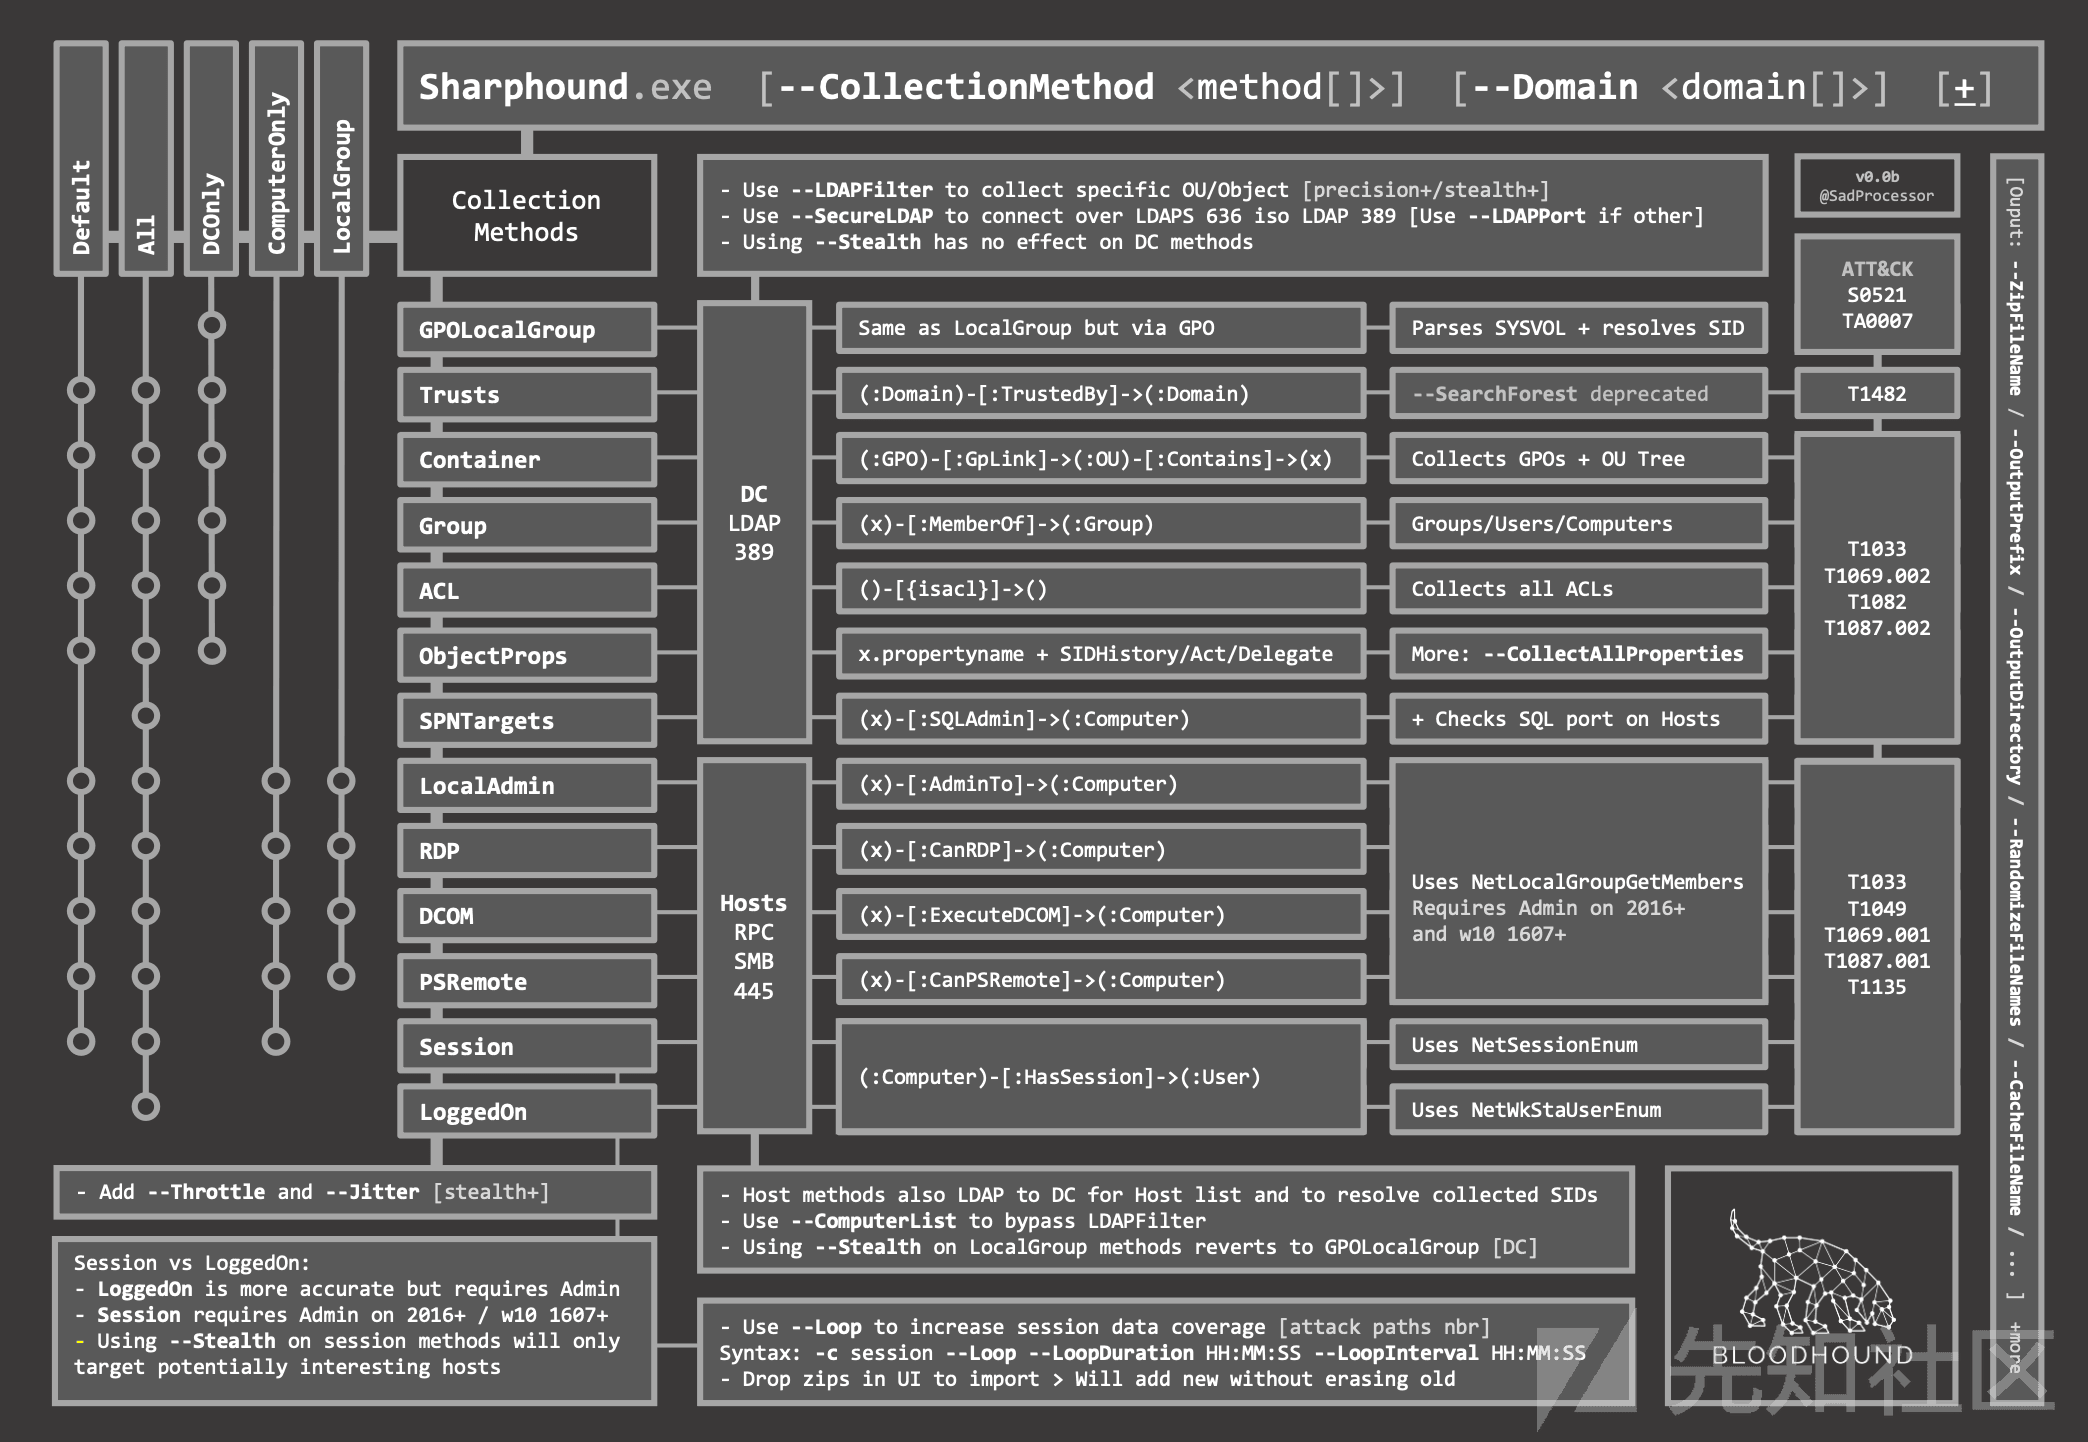 Default
All
DCOnly
ComputerOnly
LocalGroup
Sharphound.exe [--CollectionMethod <method[]>] [--Domain <domain[]>] [+]
Collection
Methods
- Use --LDAPFilter to collect specific OU/Object [precision+/stealth+]
- Use --SecureLDAP to connect over LDAPS 636 iso LDAP 389 [Use --LDAPPort if other]
- Using --Stealth has no effect on DC methods
v0.0b
@SadProcessor
ATT&CK
S0521
TA0007
GPOLocalGroup
Same as LocalGroup but via GPO
Parses SYSVOL + resolves SID
Trusts
(:Domain)-[:TrustedBy]->(:Domain)
--SearchForest deprecated
T1482
Container
(:GPO)-[:GpLink]->(:OU)-[:Contains]->(x)
Collects GPOs + OU Tree
Group
(x)-[:MemberOf]->(:Group)
Groups/Users/Computers
ACL
()-[{isacl}]->()
Collects all ACLs
ObjectProps
x.propertyname + SIDHistory/Act/Delegate
More: --CollectAllProperties
SPNTargets
(x)-[:SQLAdmin]->(:Computer)
+ Checks SQL port on Hosts
DC
LDAP
389
T1033
T1069.002
T1082
T1087.002
LocalAdmin
(x)-[:AdminTo]->(:Computer)
RDP
(x)-[:CanRDP]->(:Computer)
DCOM
(x)-[:ExecuteDCOM]->(:Computer)
PSRemote
(x)-[:CanPSRemote]->(:Computer)
Uses NetLocalGroupGetMembers
Requires Admin on 2016+
and w10 1607+
Session
LoggedOn
(:Computer)-[:HasSession]->(:User)
Uses NetSessionEnum
Uses NetWkStaUserEnum
Hosts
RPC
SMB
445
T1033
T1049
T1069.001
T1087.001
T1135
[Ouput: --zipFileName / --OutputPrefix / --OutputDirectory / --RandomizeFileNames / --CacheFileName / ... ] +more
- Add --Throttle and --Jitter [stealth+]
Session vs LoggedOn:
- LoggedOn is more accurate but requires Admin
- Session requires Admin on 2016+ / w10 1607+
- Using --Stealth on session methods will only
target potentially interesting hosts
- Host methods also LDAP to DC for Host list and to resolve collected SIDs
- Use --ComputerList to bypass LDAPFilter
- Using --Stealth on LocalGroup methods reverts to GPOLocalGroup [DC]
- Use --Loop to increase session data coverage [attack paths nbr]
Syntax: -c session --Loop --LoopDuration HH:MM:SS --LoopInterval HH:MM:SS
- Drop zips in UI to import > Will add new without erasing old
BLOODHOUND
先知社区